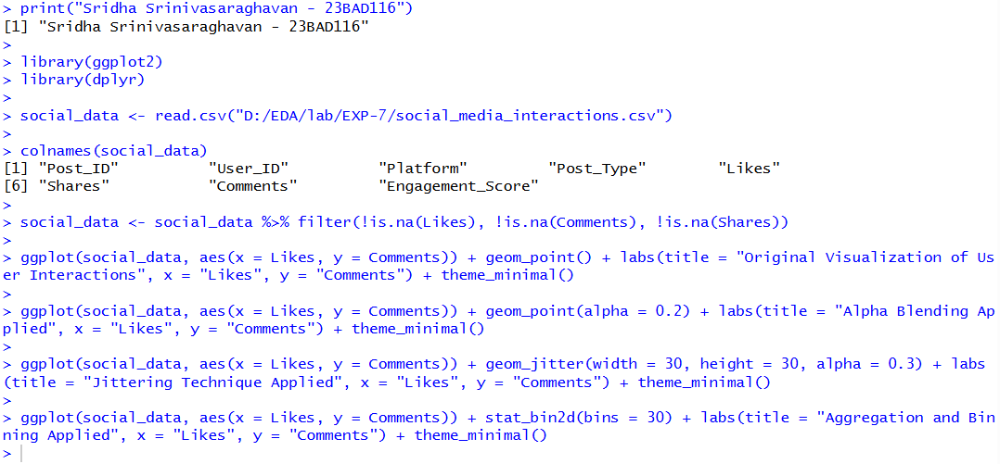 > print("Sridha Srinivasaraghavan - 23BAD116")
[1] "Sridha Srinivasaraghavan - 23BAD116"
>
> library(ggplot2)
> library(dplyr)
>
> social_data <- read.csv("D:/EDA/lab/EXP-7/social_media_interactions.csv")
>
> colnames(social_data)
[1] "Post_ID"          "User_ID"          "Platform"         "Post_Type"        "Likes"
[6] "Shares"           "Comments"         "Engagement_Score"
>
> social_data <- social_data %>% filter(!is.na(Likes), !is.na(Comments), !is.na(Shares))
>
> ggplot(social_data, aes(x = Likes, y = Comments)) + geom_point() + labs(title = "Original Visualization of Us
er Interactions", x = "Likes", y = "Comments") + theme_minimal()
>
> ggplot(social_data, aes(x = Likes, y = Comments)) + geom_point(alpha = 0.2) + labs(title = "Alpha Blending Ap
plied", x = "Likes", y = "Comments") + theme_minimal()
>
> ggplot(social_data, aes(x = Likes, y = Comments)) + geom_jitter(width = 30, height = 30, alpha = 0.3) + labs
(title = "Jittering Technique Applied", x = "Likes", y = "Comments") + theme_minimal()
>
> ggplot(social_data, aes(x = Likes, y = Comments)) + stat_bin2d(bins = 30) + labs(title = "Aggregation and Bin
ning Applied", x = "Likes", y = "Comments") + theme_minimal()
>